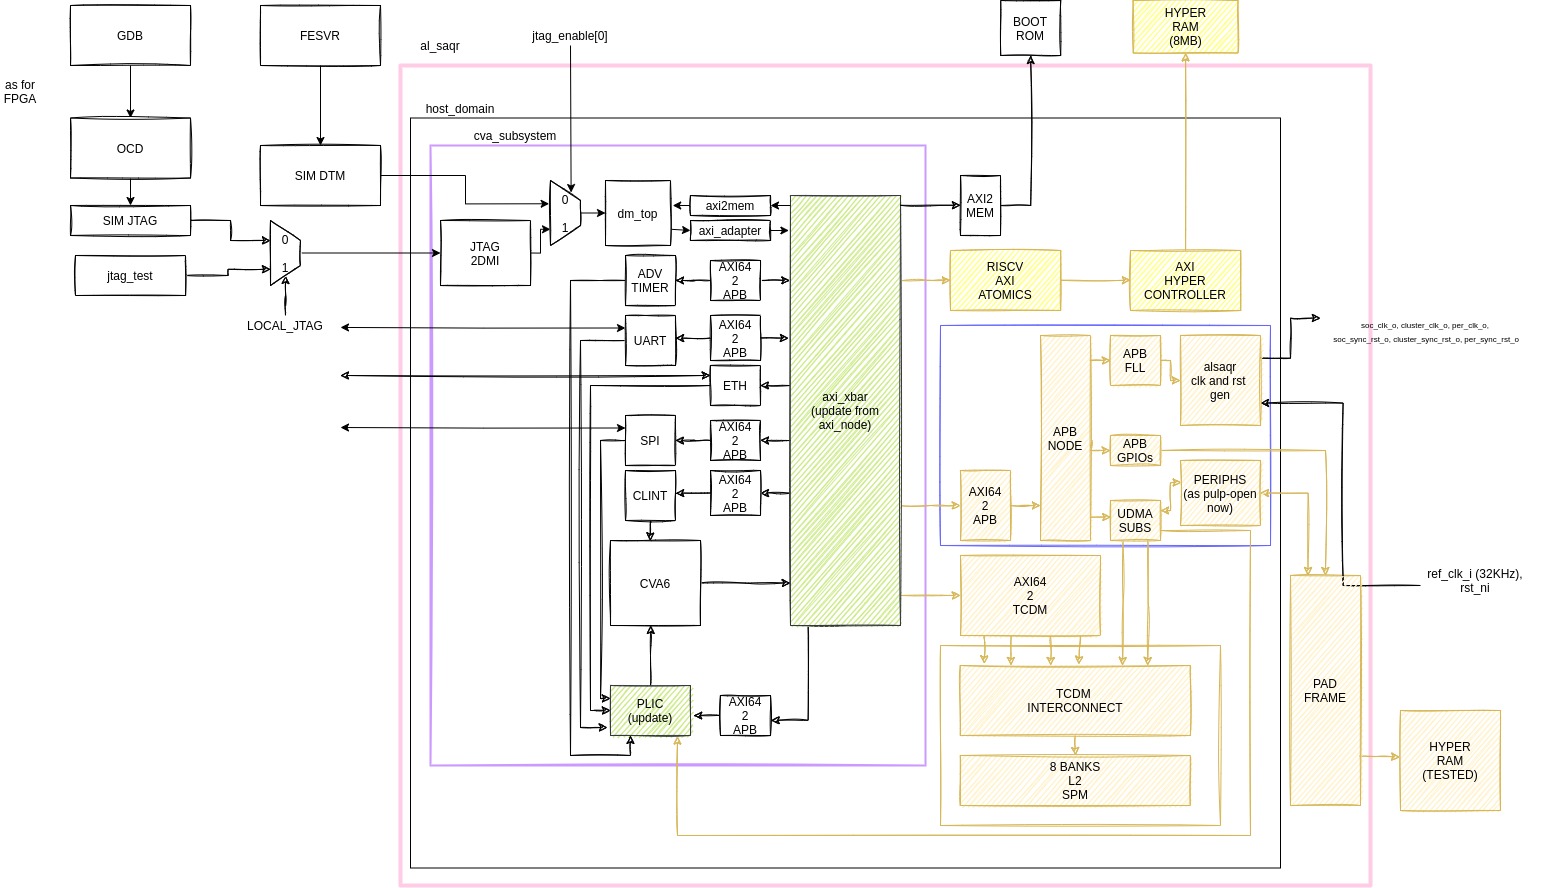 GDB
FESVR
al_saqr
jtag_enable[0]
BOOT
ROM
HYPER
RAM
(8MB)
as for
FPGA
host_domain
cva_subsystem
OCD
SIM DTM
SIM JTAG
jtag_test
0
1
LOCAL_JTAG
JTAG
2DMI
0
1
dm_top
axi2mem
axi_adapter
AXI2
MEM
ADV
TIMER
AXI64
2
APB
UART
AXI64
2
APB
ETH
SPI
AXI64
2
APB
CLINT
AXI64
2
APB
CVA6
PLIC
(update)
AXI64
2
APB
axi_xbar
(update from
axi_node)
RISCV
AXI
ATOMICS
AXI
HYPER
CONTROLLER
soc_clk_o, cluster_clk_o, per_clk_o,
soc_sync_rst_o, cluster_sync_rst_o, per_sync_rst_o
APB
NODE
APB
FLL
alsaqr
clk and rst
gen
APB
GPIOs
PERIPHS
(as pulp-open
now)
UDMA
SUBS
AXI64
2
APB
AXI64
2
TCDM
TCDM
INTERCONNECT
8 BANKS
L2
SPM
ref_clk_i (32KHz),
rst_ni
PAD
FRAME
HYPER
RAM
(TESTED)